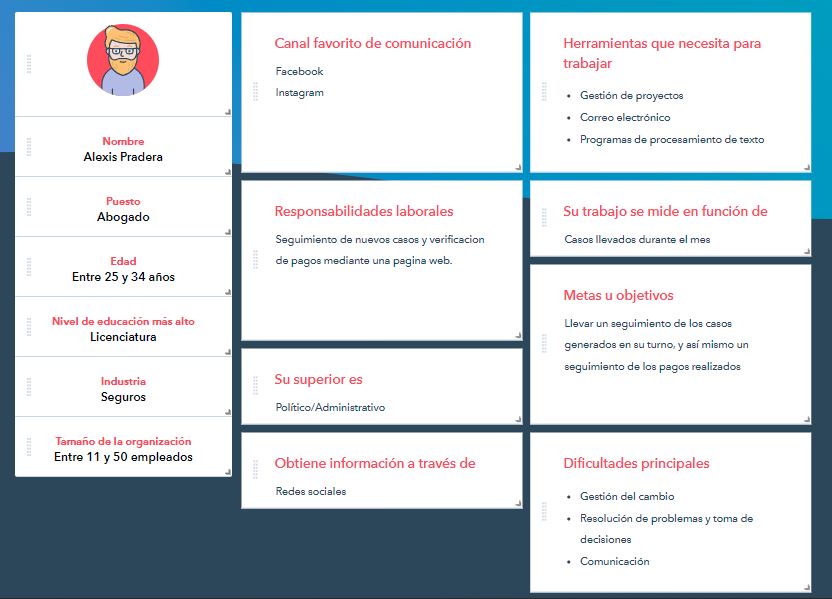 Nombre
Alexis Pradera
Puesto
Abogado
Edad
Entre 25 y 34 años
Nivel de educación más alto
Licenciatura
Industria
Seguros
Tamaño de la organización
Entre 11 y 50 empleados
Canal favorito de comunicación
Facebook
Instagram
Responsabilidades laborales
Seguimiento de nuevos casos y verificacion
de pagos mediante una pagina web.
Su superior es
Político/Administrativo
Obtiene información a través de
Redes sociales
Herramientas que necesita para
trabajar
• Gestión de proyectos
• Correo electrónico
• Programas de procesamiento de texto
Su trabajo se mide en función de
Casos llevados durante el mes
Metas u objetivos
Llevar un seguimiento de los casos
generados en su turno, y así mismo un
seguimiento de los pagos realizados
Dificultades principales
• Gestión del cambio
• Resolución de problemas y toma de
decisiones
• Comunicación